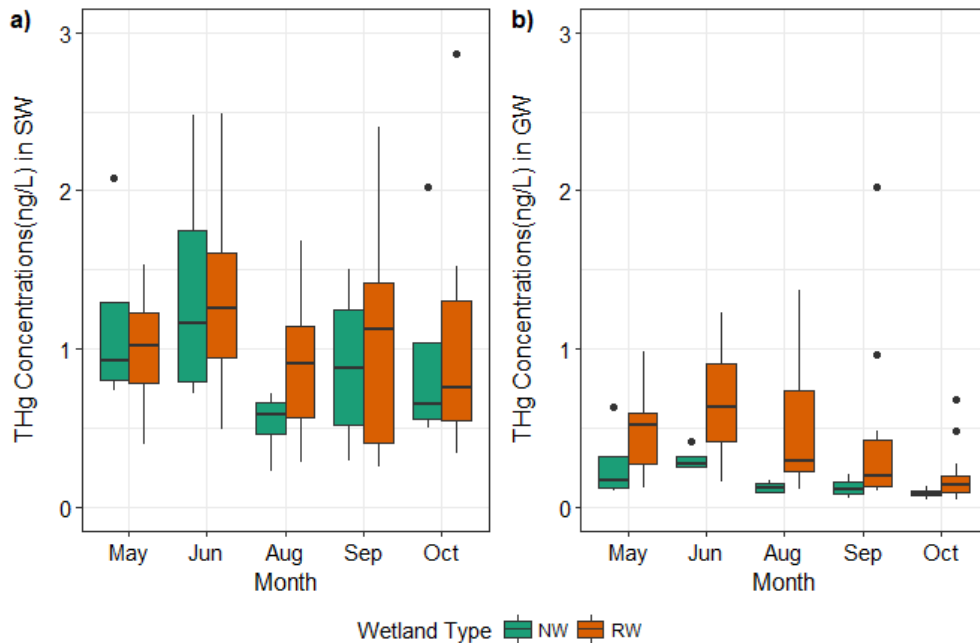 a)
THg Concentrations(ng/L) in SW
3
2
1
0
May Jun Aug Sep Oct
Month
b)
THg Concentrations(ng/L) in GW
3
2
1
0
May Jun Aug Sep Oct
Month
Wetland Type NW RW